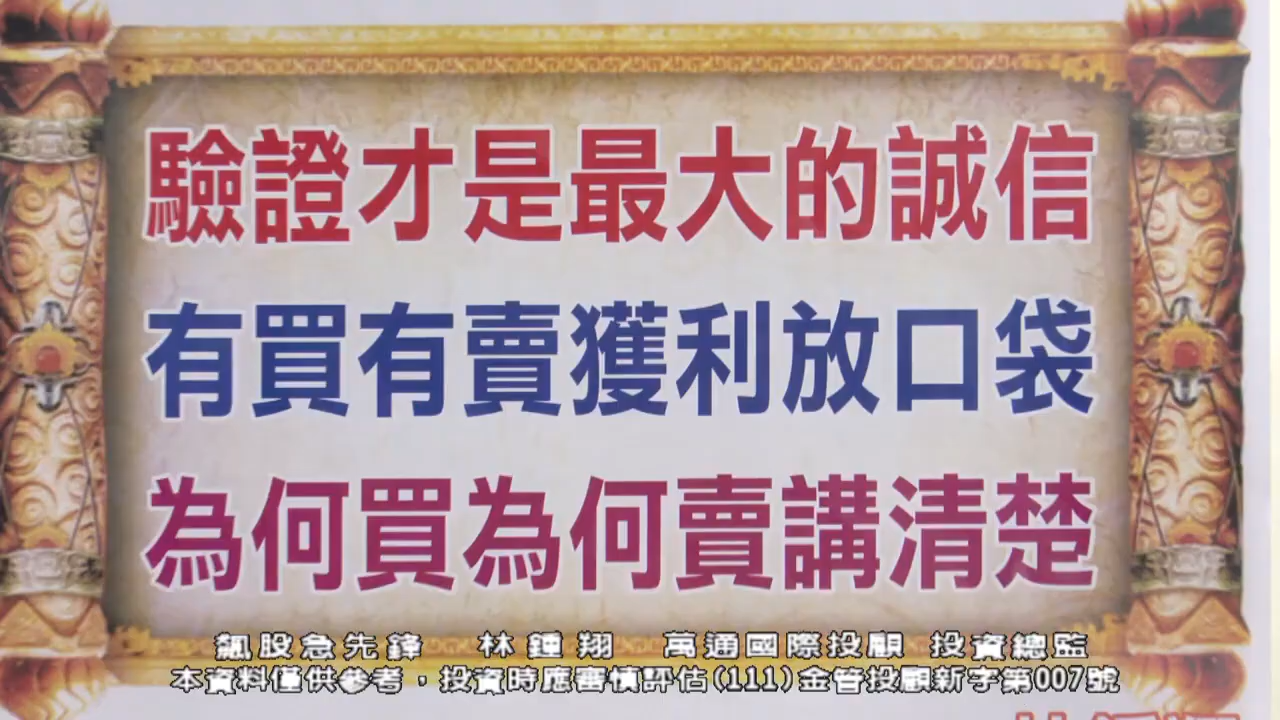 驗證才是最大的誠信
有買有賣獲利放口袋
為何買為何賣講清楚
飆股急先鋒 林鍾翔 萬通國際投顧 投資總監
本資料僅供參考，投資時應審慎評估(111)金管投顧新字第007號